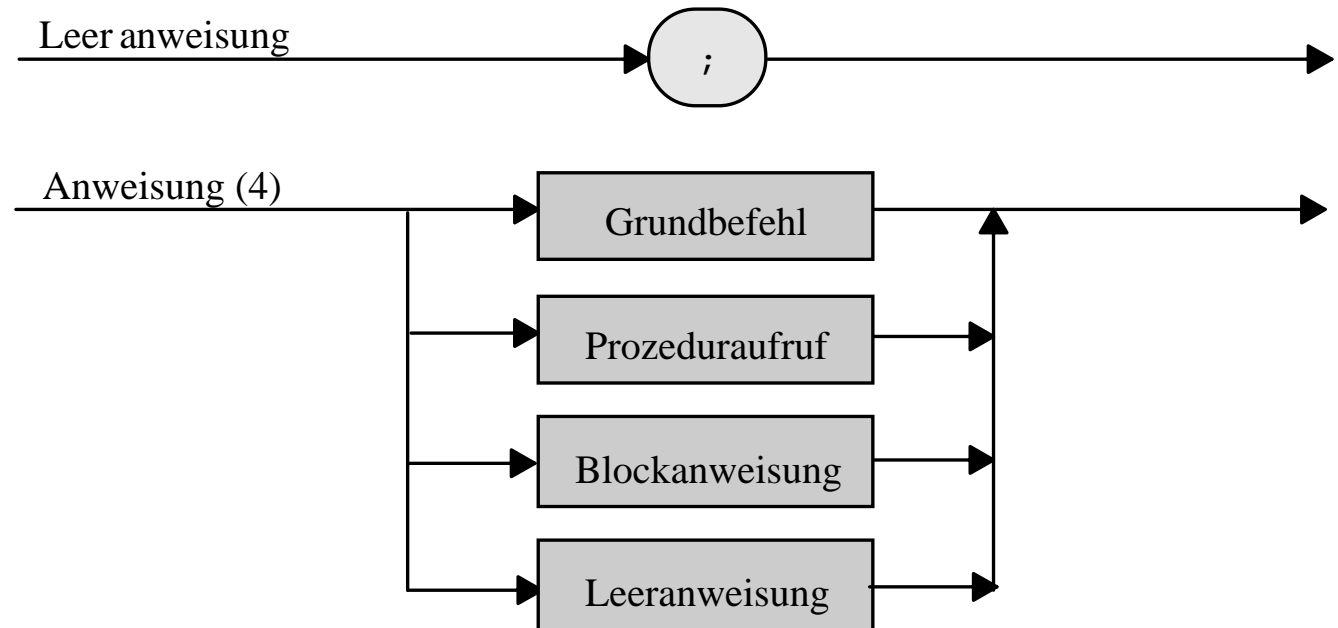 Leer anweisung
;
Anweisung (4)
Grundbefehl
Prozeduraufruf
Blockanweisung
Leeranweisung